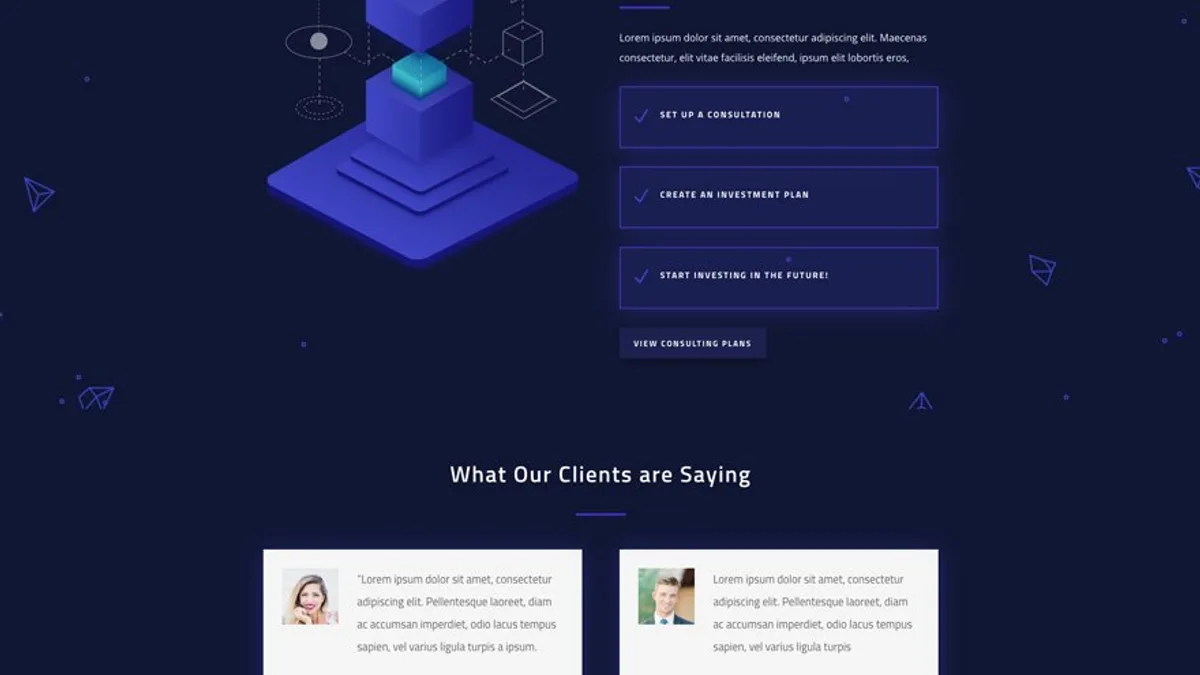 Lorem ipsum dolor sit amet, consectetur adipiscing elit. Maecenas
consectetur, elit vitae facilisis eleifend, ipsum elit lobortis eros,
SET UP A CONSULTATION
CREATE AN INVESTMENT PLAN
START INVESTING IN THE FUTURE!
VIEW CONSULTING PLANS
What Our Clients are Saying
"Lorem ipsum dolor sit amet, consectetur
adipiscing elit. Pellentesque laoreet, diam
ac accumsan imperdiet, odio lacus tempus
sapien, vel varius ligula turpis a ipsum.
Lorem ipsum dolor sit amet, consectetur
adipiscing elit. Pellentesque laoreet, diam
ac accumsan imperdiet, odio lacus tempus
sapien, vel varius ligula turpis